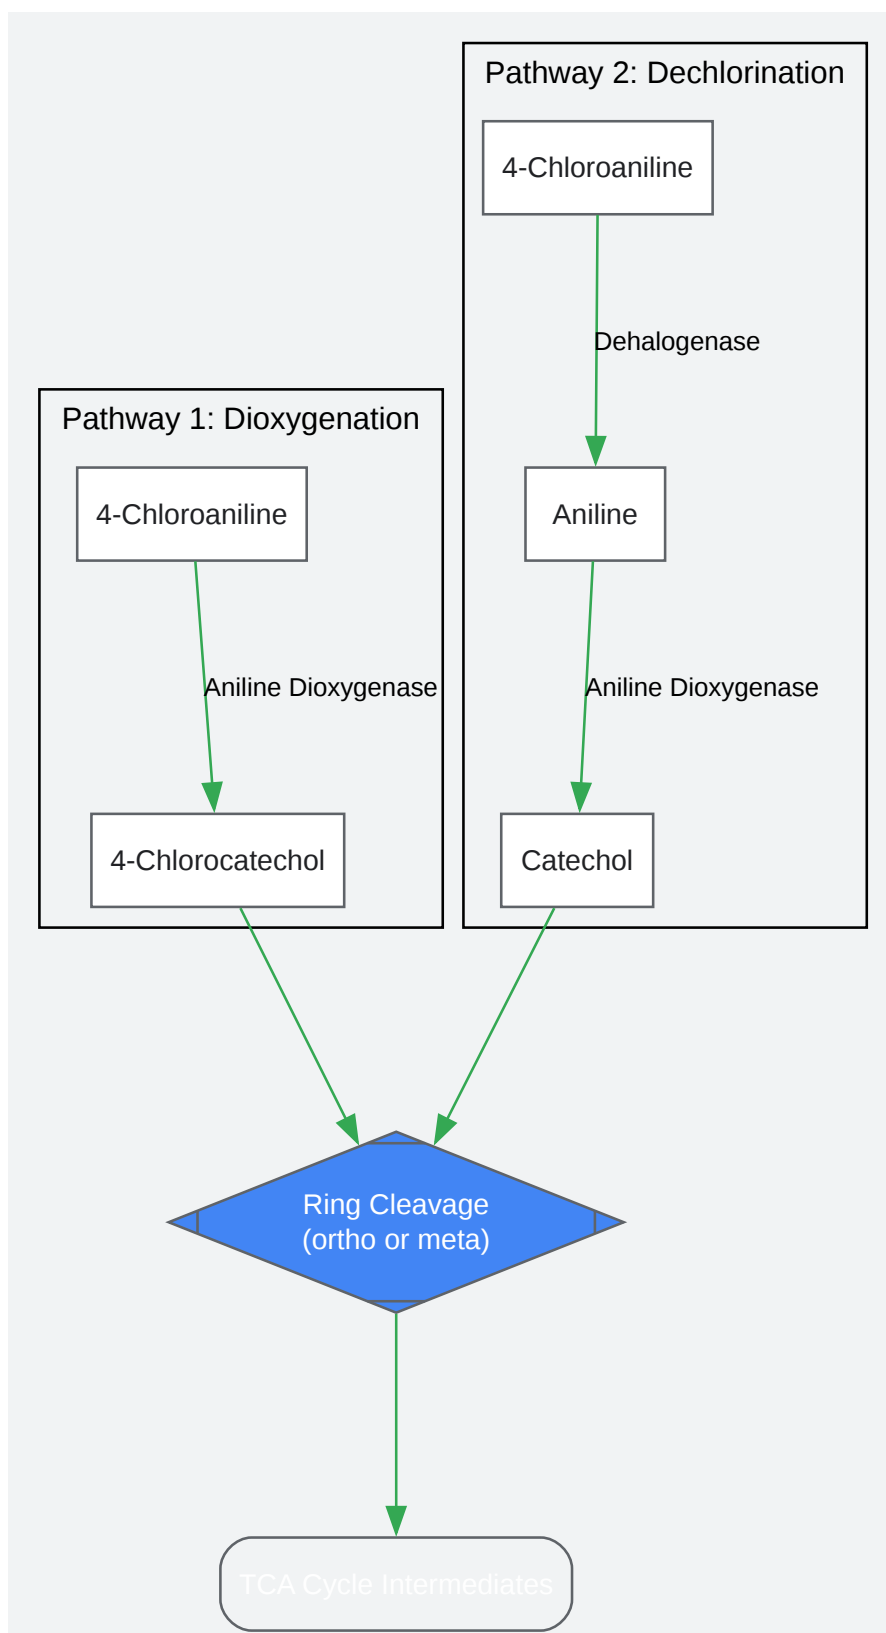 Pathway 2: Dechlorination
4-Chloroaniline
Dehalogenase
Pathway 1: Dioxygenation
4-Chloroaniline
Aniline
Aniline Dioxygenase
Aniline Dioxygenase
4-Chlorocatechol
Catechol
Ring Cleavage
(ortho or meta)
TCA Cycle Intermediates